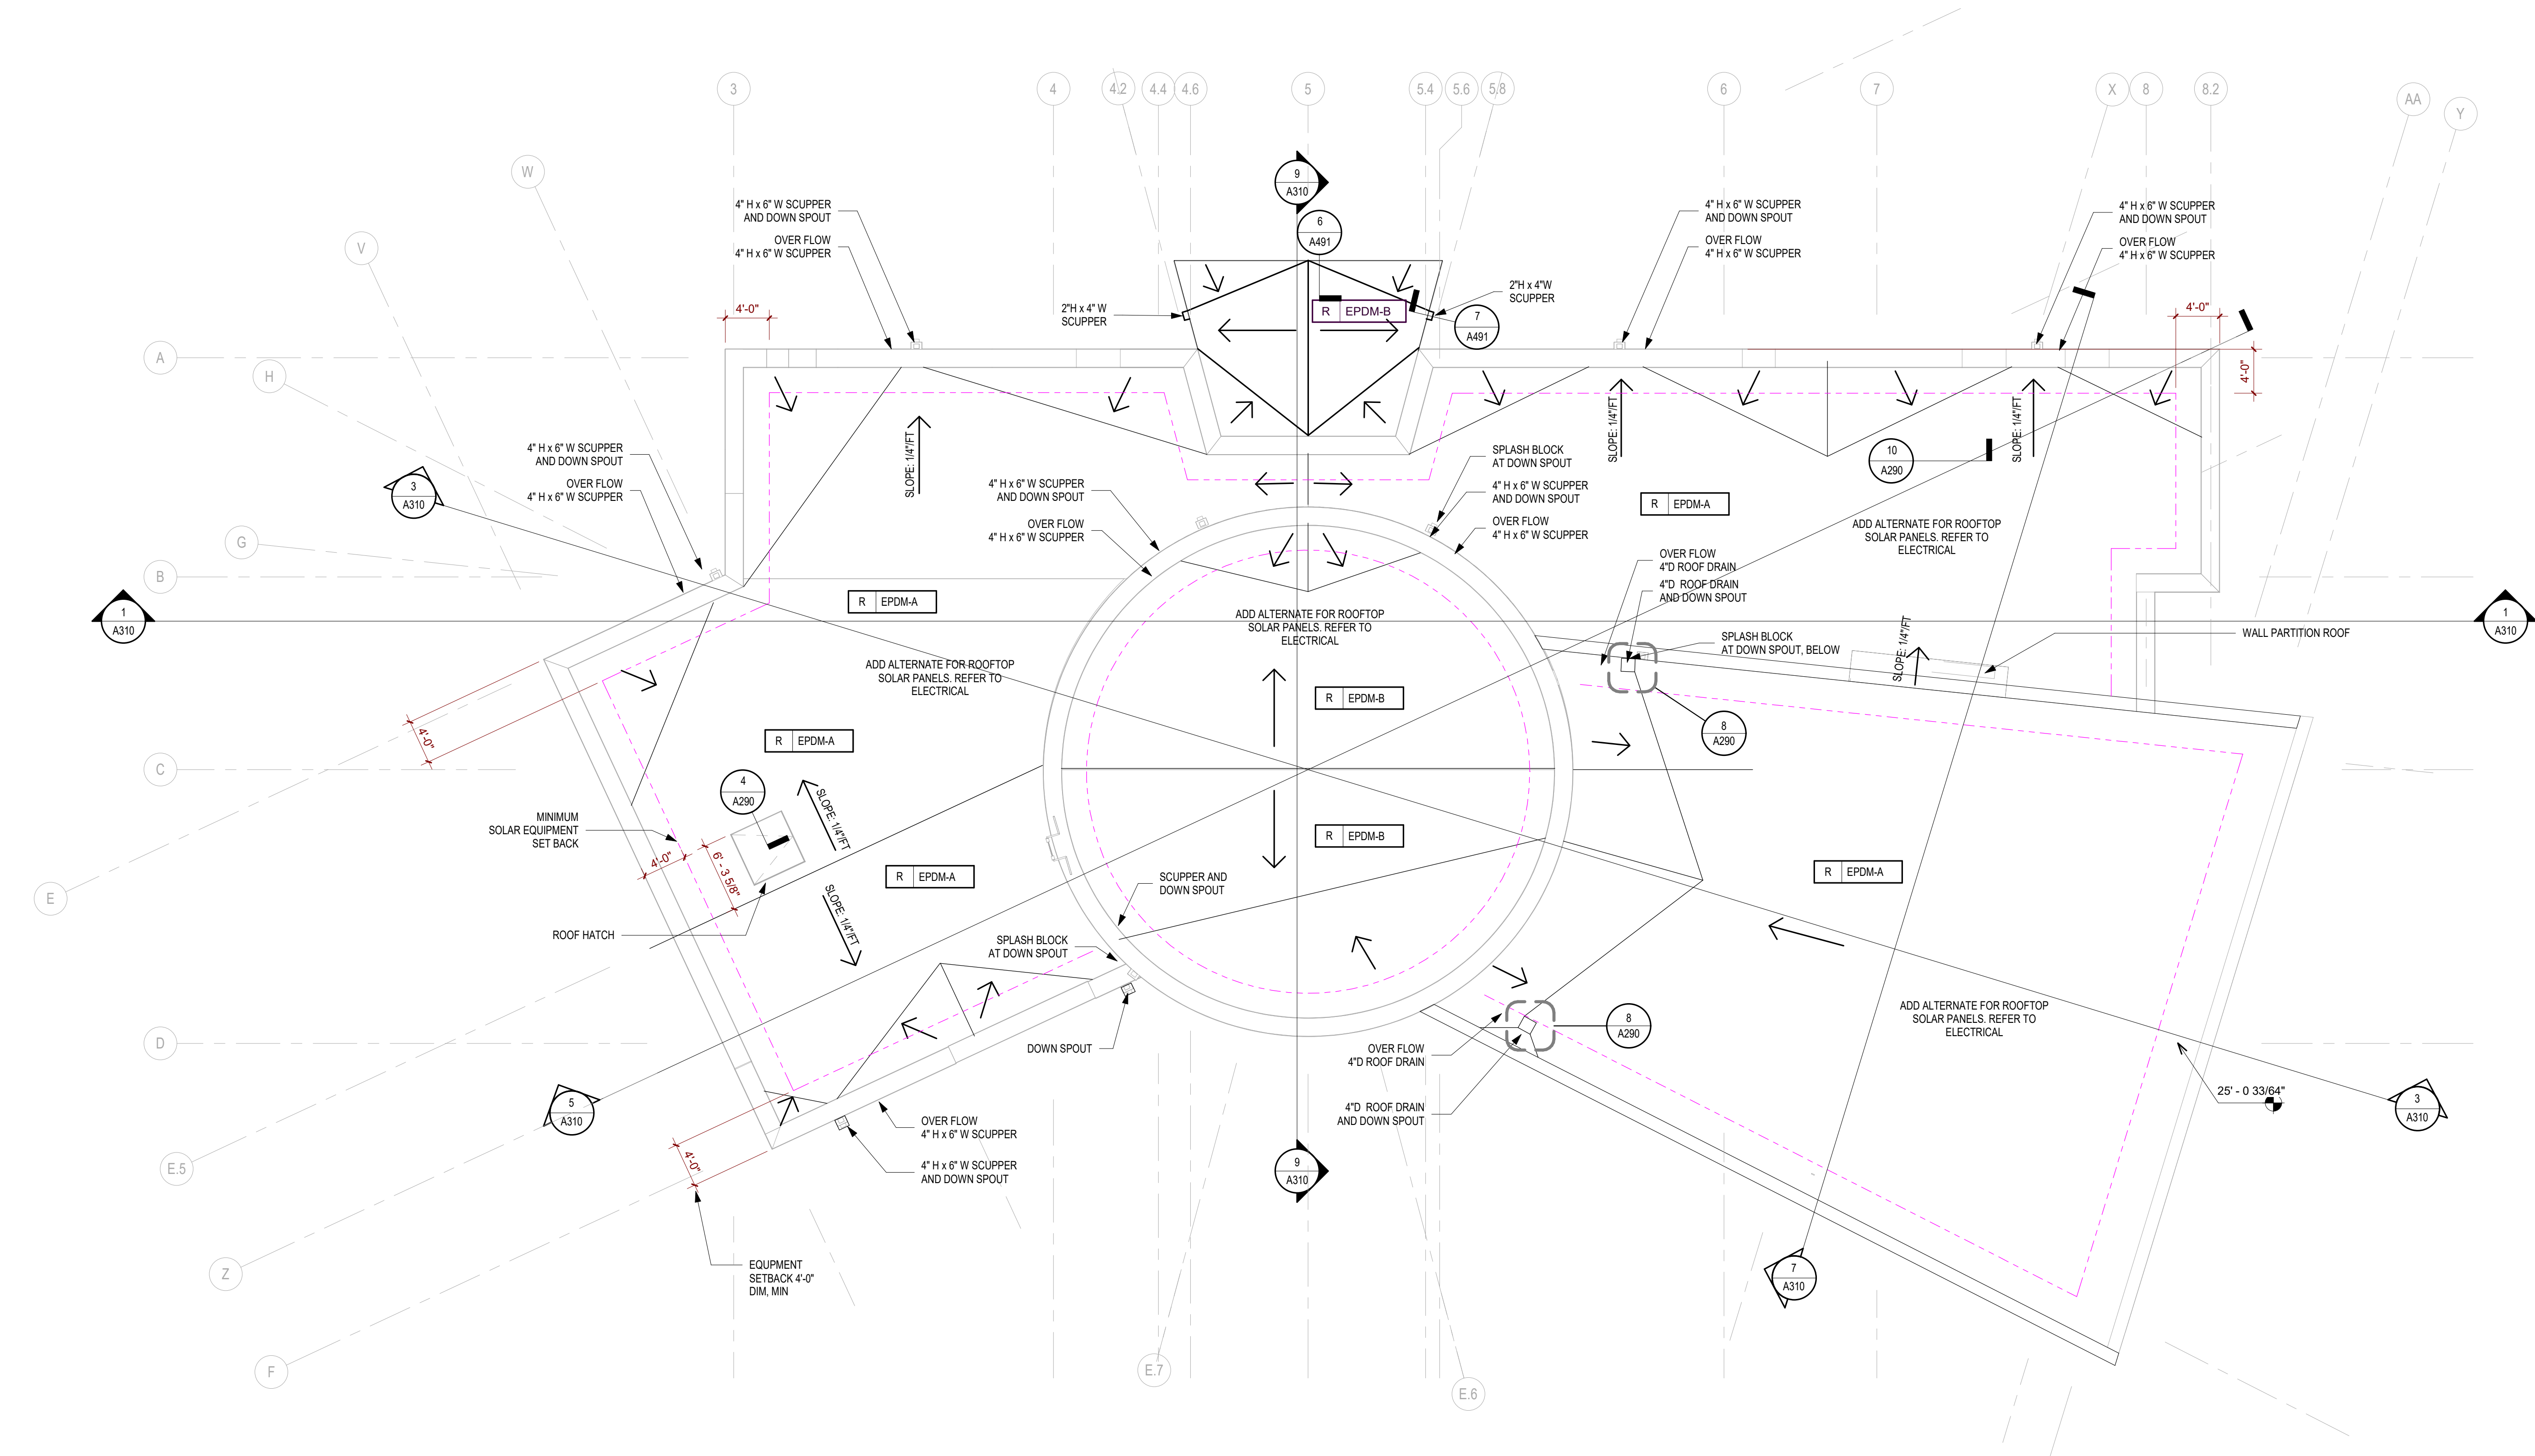 3
4
4.2
4.4
4.6
5
5.4
5.6
5.8
6
7
X
8
8.2
AA
Y
W
V
H
A
G
B
C
E
D
E.5
Z
F
E.7
E.6
9
A310
6
A491
4" H x 6" W SCUPPER
AND DOWN SPOUT
OVER FLOW
4" H x 6" W SCUPPER
4" H x 6" W SCUPPER
AND DOWN SPOUT
OVER FLOW
4" H x 6" W SCUPPER
4" H x 6" W SCUPPER
AND DOWN SPOUT
OVER FLOW
4" H x 6" W SCUPPER
4'-0"
2"H x 4" W
SCUPPER
R EPDM-B
2"H x 4"W
SCUPPER
7
A491
4'-0"
4'-0"
SLOPE: 1/4"/FT
SLOPE: 1/4"/FT
SLOPE: 1/4"/FT
4" H x 6" W SCUPPER
AND DOWN SPOUT
OVER FLOW
4" H x 6" W SCUPPER
3
A310
4" H x 6" W SCUPPER
AND DOWN SPOUT
OVER FLOW
4" H x 6" W SCUPPER
SPLASH BLOCK
AT DOWN SPOUT
4" H x 6" W SCUPPER
AND DOWN SPOUT
OVER FLOW
4" H x 6" W SCUPPER
10
A290
R EPDM-A
ADD ALTERNATE FOR ROOFTOP
SOLAR PANELS. REFER TO
ELECTRICAL
OVER FLOW
4"D ROOF DRAIN
4"D ROOF DRAIN
AND DOWN SPOUT
1
A310
R EPDM-A
ADD ALTERNATE FOR ROOFTOP
SOLAR PANELS. REFER TO
ELECTRICAL
SPLASH BLOCK
AT DOWN SPOUT, BELOW
SLOPE: 1/4"/FT
WALL PARTITION ROOF
1
A310
ADD ALTERNATE FOR ROOFTOP
SOLAR PANELS. REFER TO
ELECTRICAL
R EPDM-B
4'-0"
R EPDM-A
8
A290
4
A290
SLOPE: 1/4"/FT
MINIMUM
SOLAR EQUIPMENT
SET BACK
R EPDM-B
4'-0"
6' - 3 5/8"
R EPDM-A
R EPDM-A
SCUPPER AND
DOWN SPOUT
SLOPE: 1/4"/FT
ROOF HATCH
SPLASH BLOCK
AT DOWN SPOUT
ADD ALTERNATE FOR ROOFTOP
SOLAR PANELS. REFER TO
ELECTRICAL
8
A290
DOWN SPOUT
OVER FLOW
4"D ROOF DRAIN
5
A310
4"D ROOF DRAIN
AND DOWN SPOUT
25' - 0 33/64"
3
A310
OVER FLOW
4" H x 6" W SCUPPER
4'-0"
4" H x 6" W SCUPPER
AND DOWN SPOUT
9
A310
EQUPMENT
SETBACK 4'-0"
DIM, MIN
7
A310